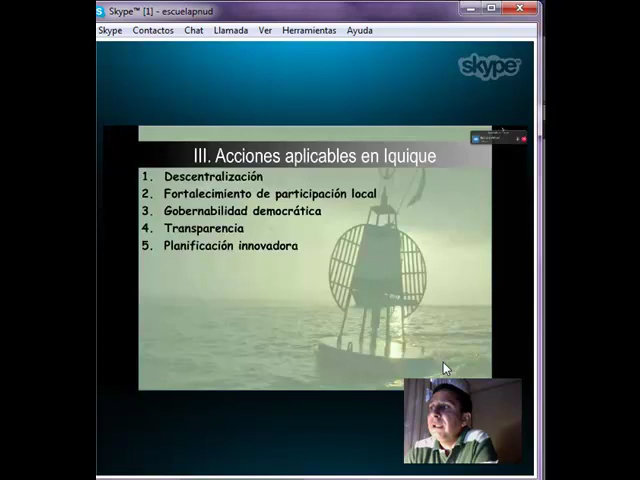 Skype™ [1] - escuelapnud
Skype Contactos Chat Llamada Ver Herramientas Ayuda
skype
III. Acciones aplicables en Iquique
1. Descentralización
2. Fortalecimiento de participación local
3. Gobernabilidad democrática
4. Transparencia
5. Planificación innovadora